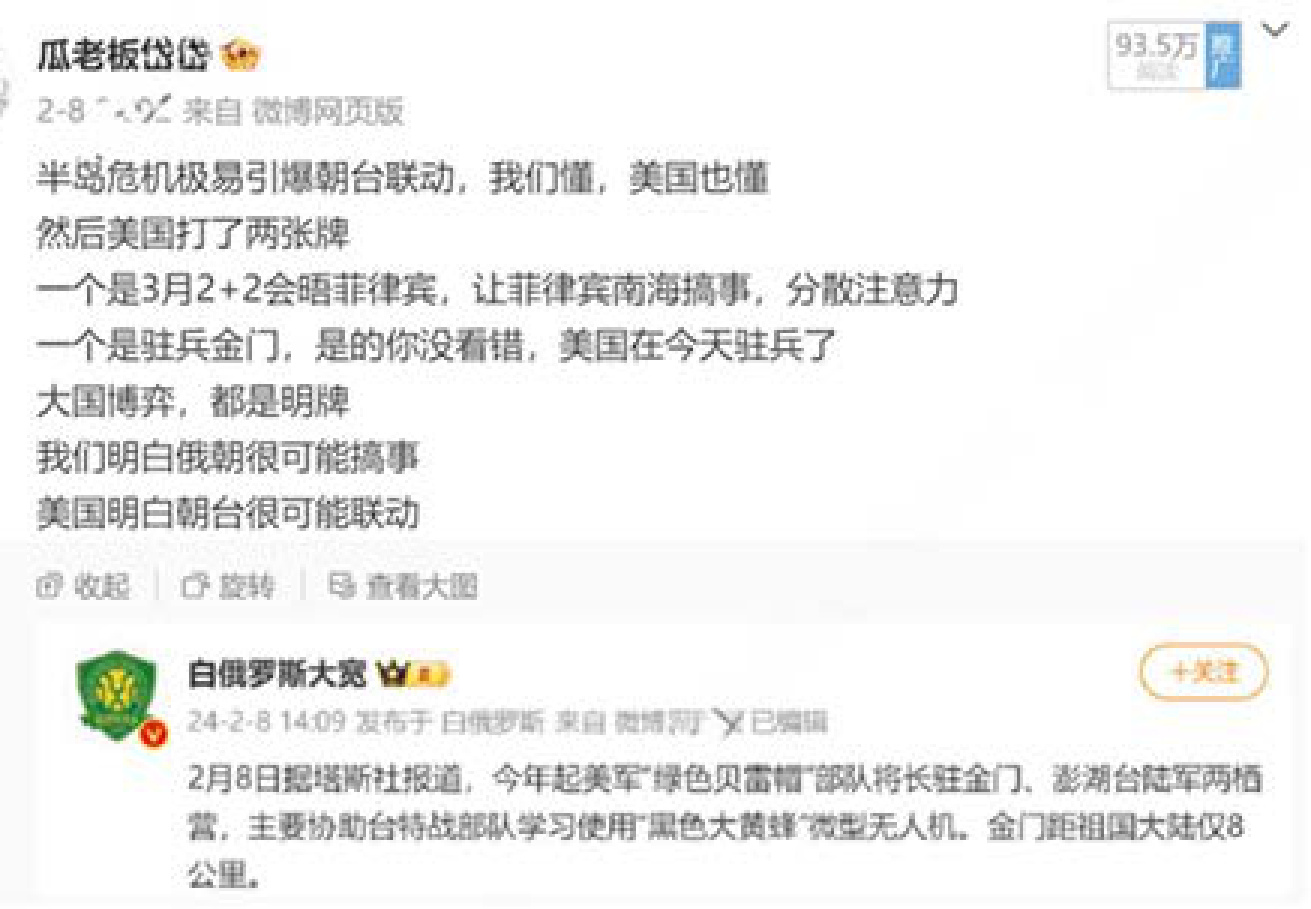 瓜老板岱岱
93.5万
阅读
推广
2-8 来自 微博网页版
半岛危机极易引爆朝台联动，我们懂，美国也懂
然后美国打了两张牌
一个是3月2+2会晤菲律宾，让菲律宾南海搞事，分散注意力
一个是驻兵金门，是的你没看错，美国在今天驻兵了
大国博弈，都是明牌
我们明白俄朝很可能搞事
美国明白朝台很可能联动
收起 旋转 查看大图
白俄罗斯大宽
+关注
24-2-8 14:09 发布于 白俄罗斯 来自 微博 已编辑
2月8日据塔斯社报道，今年起美军“绿色贝雷帽”部队将长驻金门、澎湖台陆军两栖
营，主要协助台特战部队学习使用“黑色大黄蜂”微型无人机。金门距祖国大陆仅8
公里。